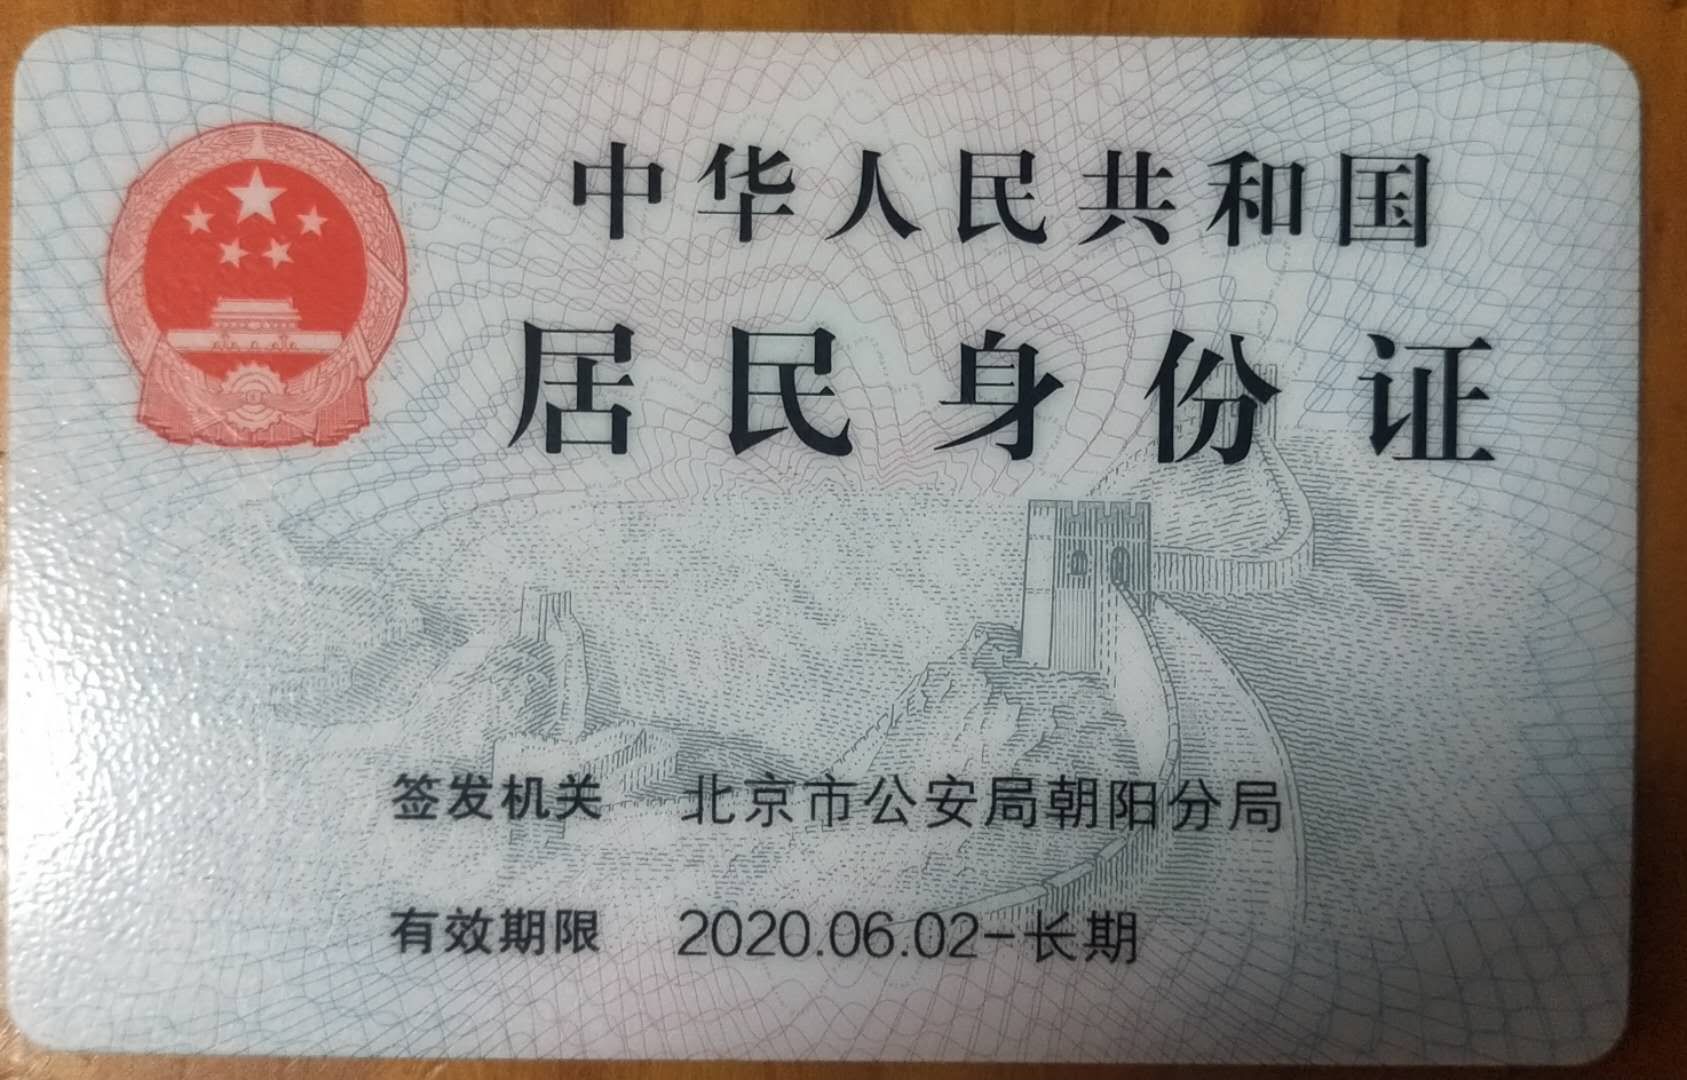 中华人民共和国
居民身份证
签发机关 北京市公安局朝阳分局
有效期限 2020.06.02-长期